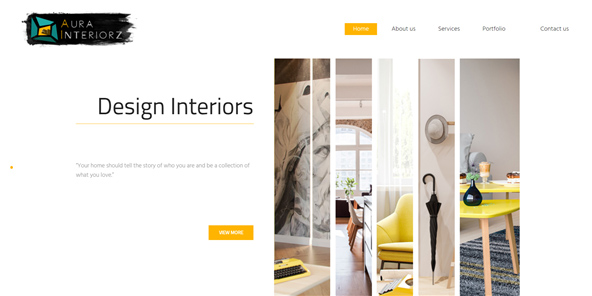 AURA
INTERIORZ
Home
About us
Services
Portfolio
Contact us
Design Interiors
"Your home should tell the story of who you are and be a collection of
what you love."
VIEW MORE